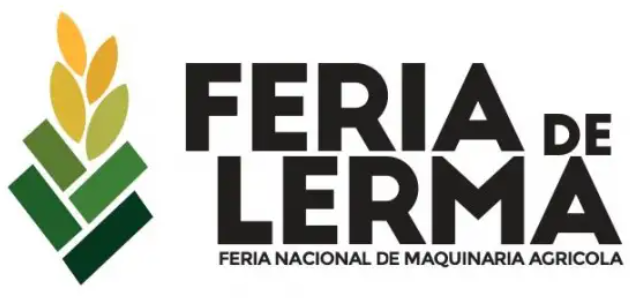 FERIA DE
LERMA
FERIA NACIONAL DE MAQUINARIA AGRICOLA